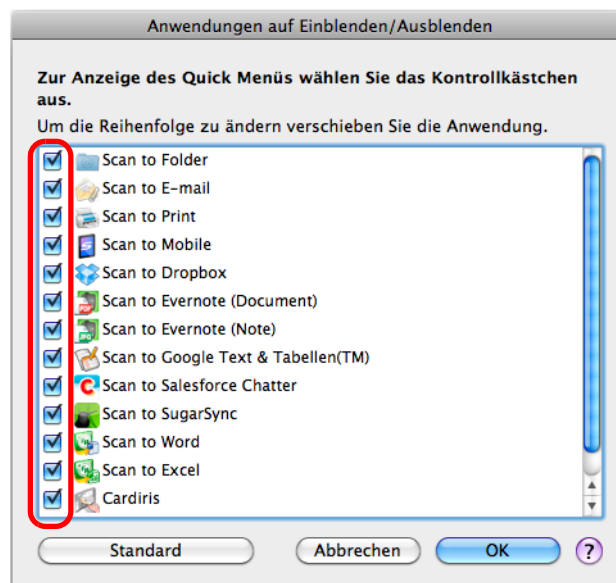 Anwendungen auf Einblenden/Ausblenden
Zur Anzeige des Quick Menüs wählen Sie das Kontrollkästchen
aus.
Um die Reihenfolge zu ändern verschieben Sie die Anwendung.
Scan to Folder
Scan to E-mail
Scan to Print
Scan to Mobile
Scan to Dropbox
Scan to Evernote (Document)
Scan to Evernote (Note)
Scan to Google Text & Tabellen(TM)
Scan to Salesforce Chatter
Scan to SugarSync
Scan to Word
Scan to Excel
Cardiris
Standard Abbrechen OK ?